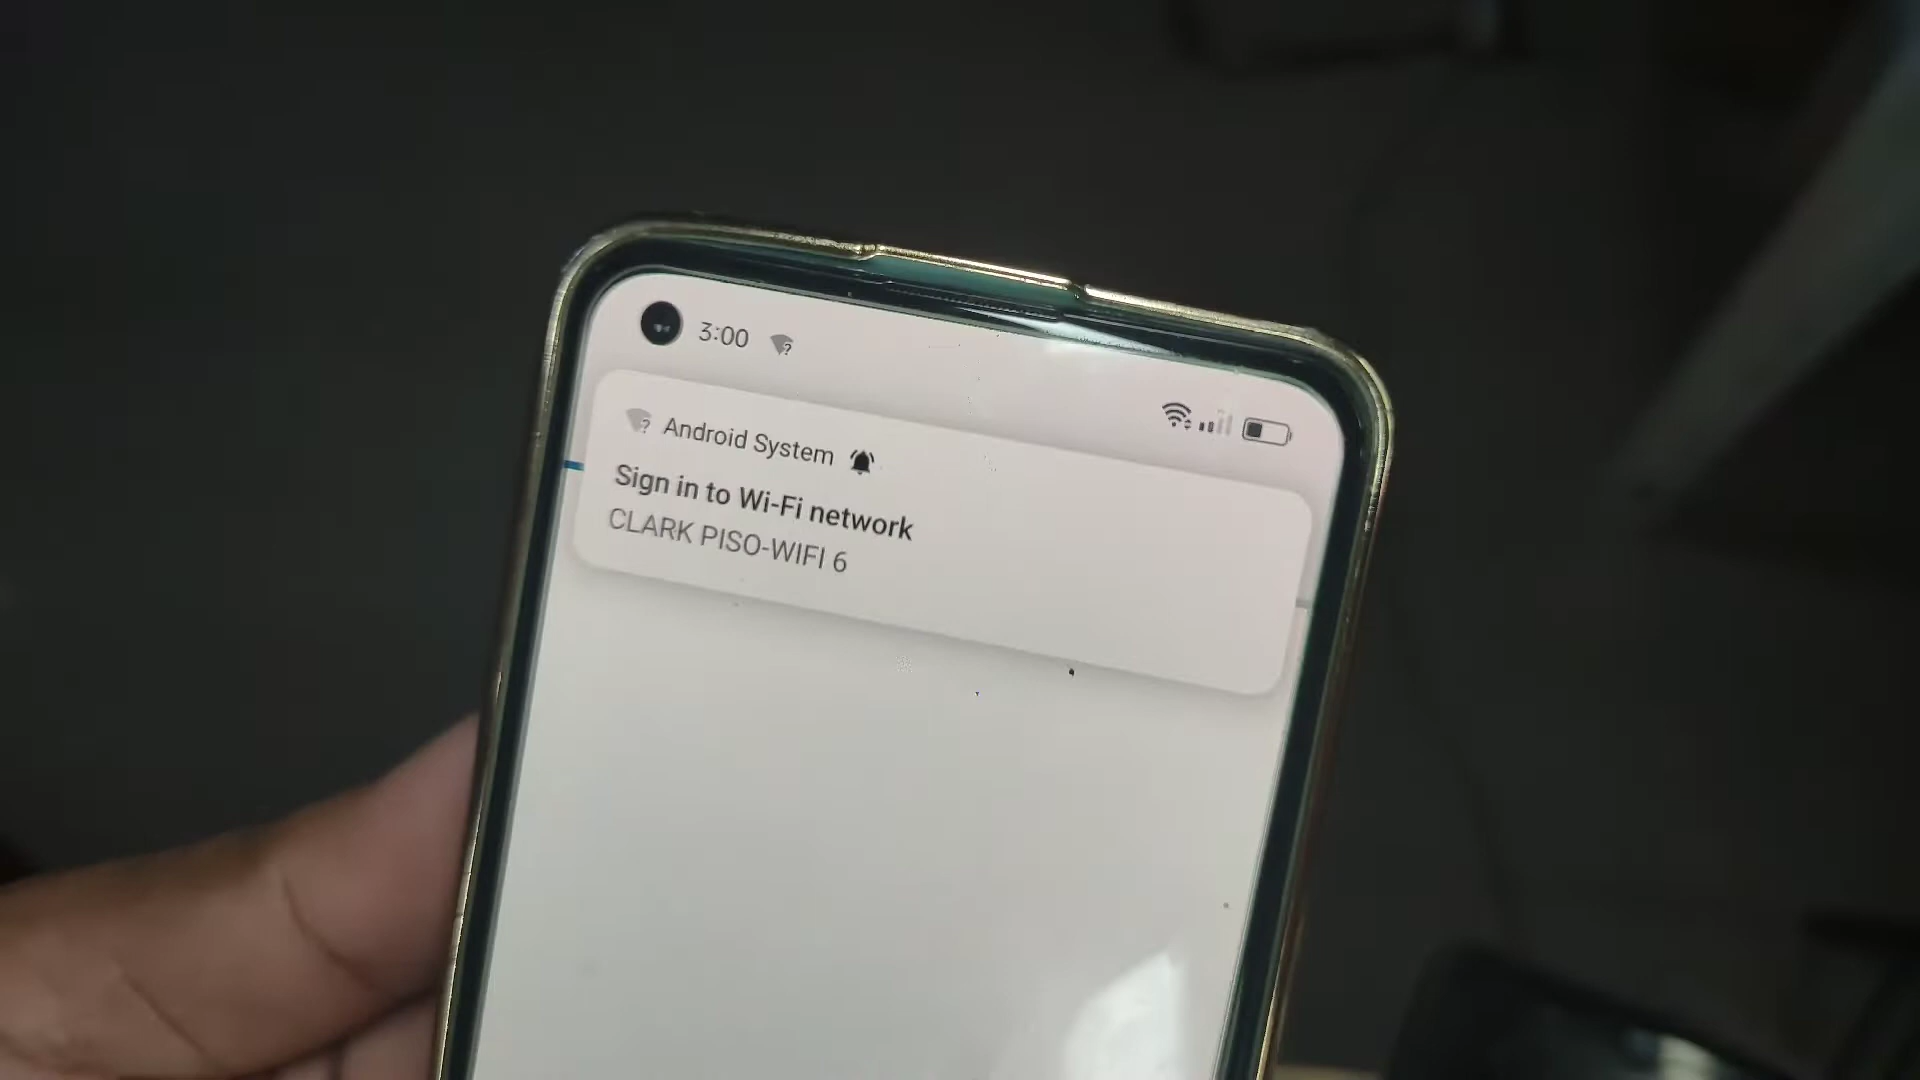 3:00
Android System
Sign in to Wi-Fi network
CLARK PISO-WIFI 6